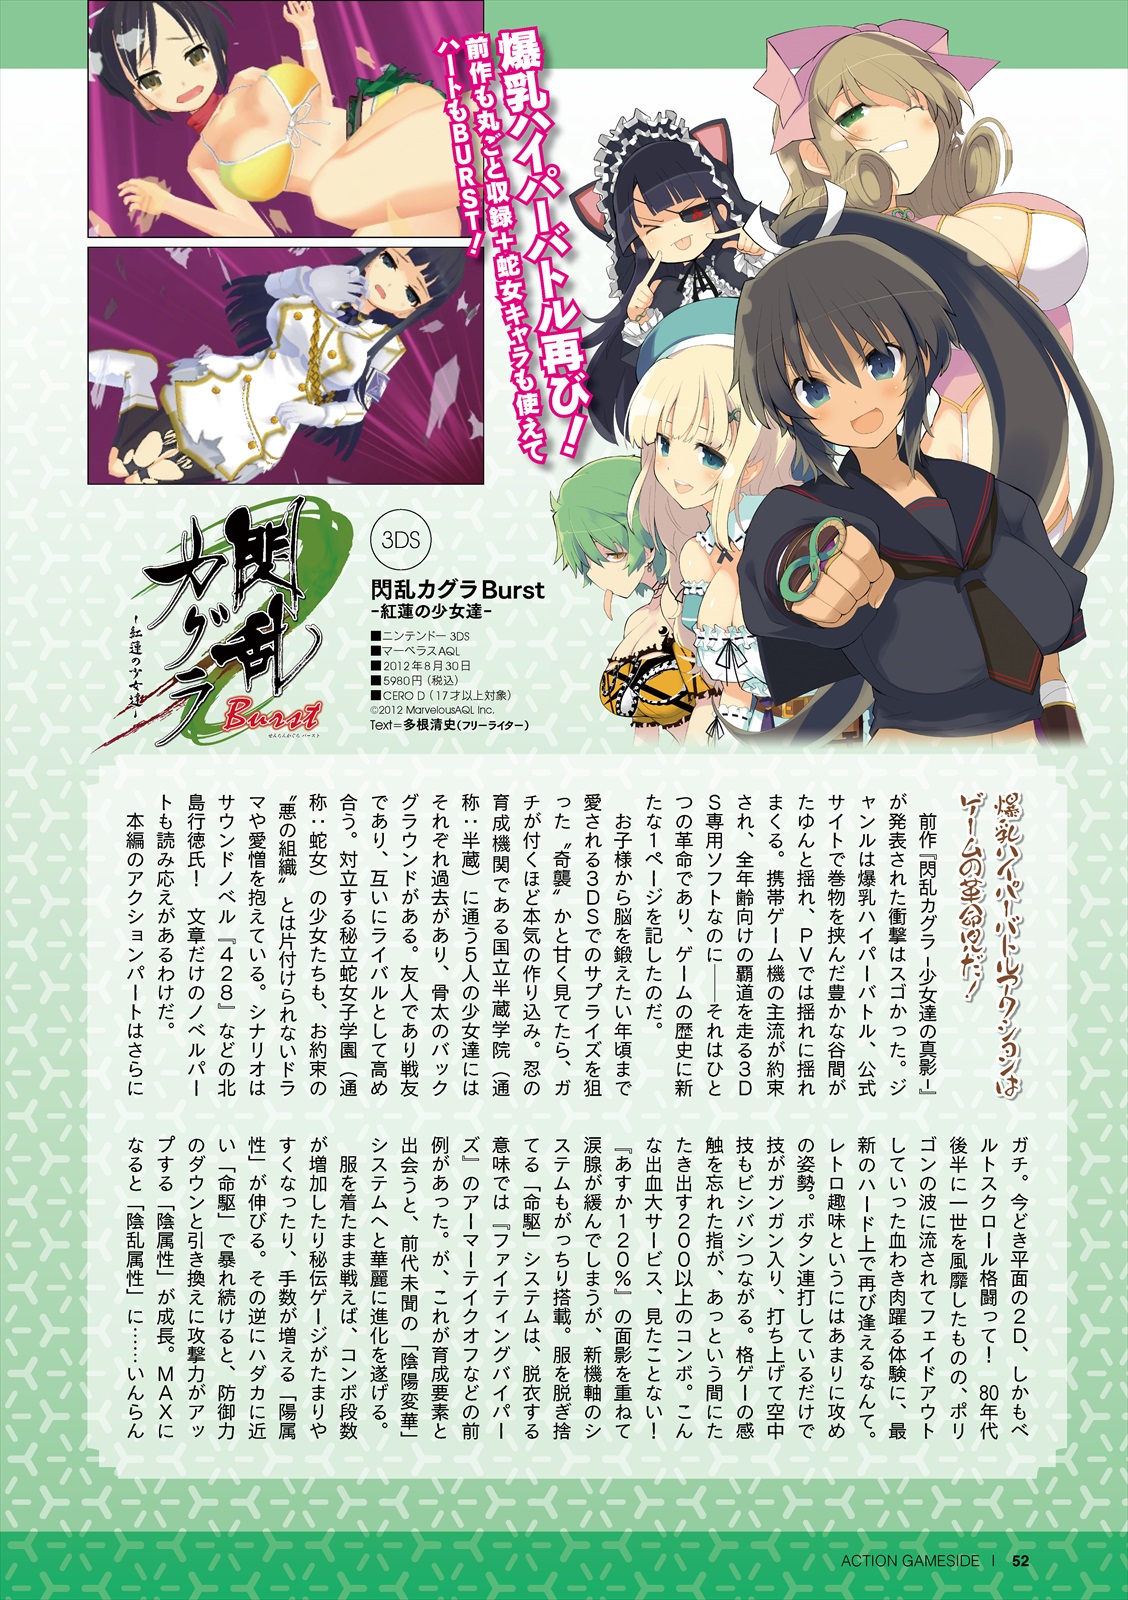 爆乳ハイパーバトル再び！
前作も丸ごと収録＋蛇女キャラも使えて
ハートもBURST！
閃乱
カグラ
-紅蓮の少女達-
Burst
せんらんかぐら バースト
3DS
閃乱カグラ Burst
-紅蓮の少女達-
■ニンテンドー3DS
■マーベラスAQL
■2012年8月30日
■5980円（税込）
■CERO D（17才以上対象）
©2012 MarvelousAQL Inc.
Text＝多根清史（フリーライター）
爆乳ハイパーバトルアクションは
ゲームの革命児だ！
前作『閃乱カグラ -少女達の真影-』
が発表された衝撃はスゴかった。ジ
ャンルは爆乳ハイパーバトル、公式
サイトで巻物を挟んだ豊かな谷間が
たゆんと揺れ、PVでは揺れに揺れ
まくる。携帯ゲーム機の主流が約束
され、全年齢向けの覇道を走る3D
S専用ソフトなのに――それはひと
つの革命であり、ゲームの歴史に新
たな1ページを記したのだ。
お子様から脳を鍛えたい年頃まで
愛される3DSでのサプライズを狙
った〝奇襲〟かと甘く見てたら、ガ
チが付くほど本気の作り込み。忍の
育成機関である国立半蔵学院（通
称：半蔵）に通う5人の少女達には
それぞれ過去があり、骨太のバック
グラウンドがある。友人であり戦友
であり、互いにライバルとして高め
合う。対立する秘立蛇女子学園（通
称：蛇女）の少女たちも、お約束の
〝悪の組織〟とは片付けられないドラ
マや愛憎を抱えている。シナリオは
サウンドノベル『428』などの北
島行徳氏！　文章だけのノベルパー
トも読み応えがあるわけだ。
本編のアクションパートはさらに
ガチ。今どき平面の2D、しかもベ
ルトスクロール格闘って！　80年代
後半に一世を風靡したものの、ポリ
ゴンの波に流されてフェイドアウト
していった血わき肉躍る体験に、最
新のハード上で再び逢えるなんて。
レトロ趣味というにはあまりに攻め
の姿勢。ボタン連打しているだけで
技がガンガン入り、打ち上げて空中
技もビシバシつながる。格ゲーの感
触を忘れた指が、あっという間にた
たき出す200以上のコンボ。こん
な出血大サービス、見たことない！
『あすか120%』の面影を重ねて
涙腺が緩んでしまうが、新機軸のシ
ステムもがっちり搭載。服を脱ぎ捨
てる「命駆」システムは、脱衣する
意味では『ファイティングバイパー
ズ』のアーマーテイクオフなどの前
例があった。が、これが育成要素と
出会うと、前代未聞の「陰陽変華」
システムへと華麗に進化を遂げる。
服を着たまま戦えば、コンボ段数
が増加したり秘伝ゲージがたまりや
すくなったり、手数が増える「陽属
性」が伸びる。その逆にハダカに近
い「命駆」で暴れ続けると、防御力
のダウンと引き換えに攻撃力がアッ
プする「陰属性」が成長。MAXに
なると「陰乱属性」に……いんらん
ACTION GAMESIDE | 52